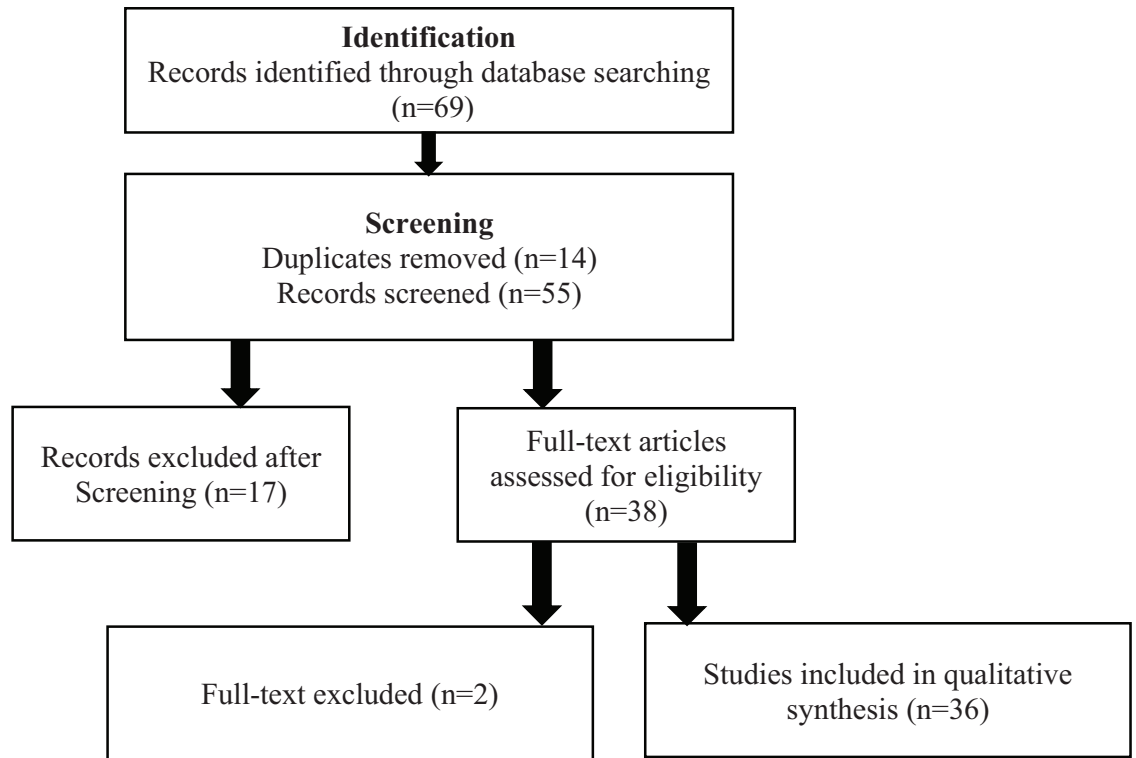 Identification
Records identified through database searching
(n=69)
Screening
Duplicates removed (n=14)
Records screened (n=55)
Records excluded after
Screening (n=17)
Full-text articles
assessed for eligibility
(n=38)
Full-text excluded (n=2)
Studies included in qualitative
synthesis (n=36)